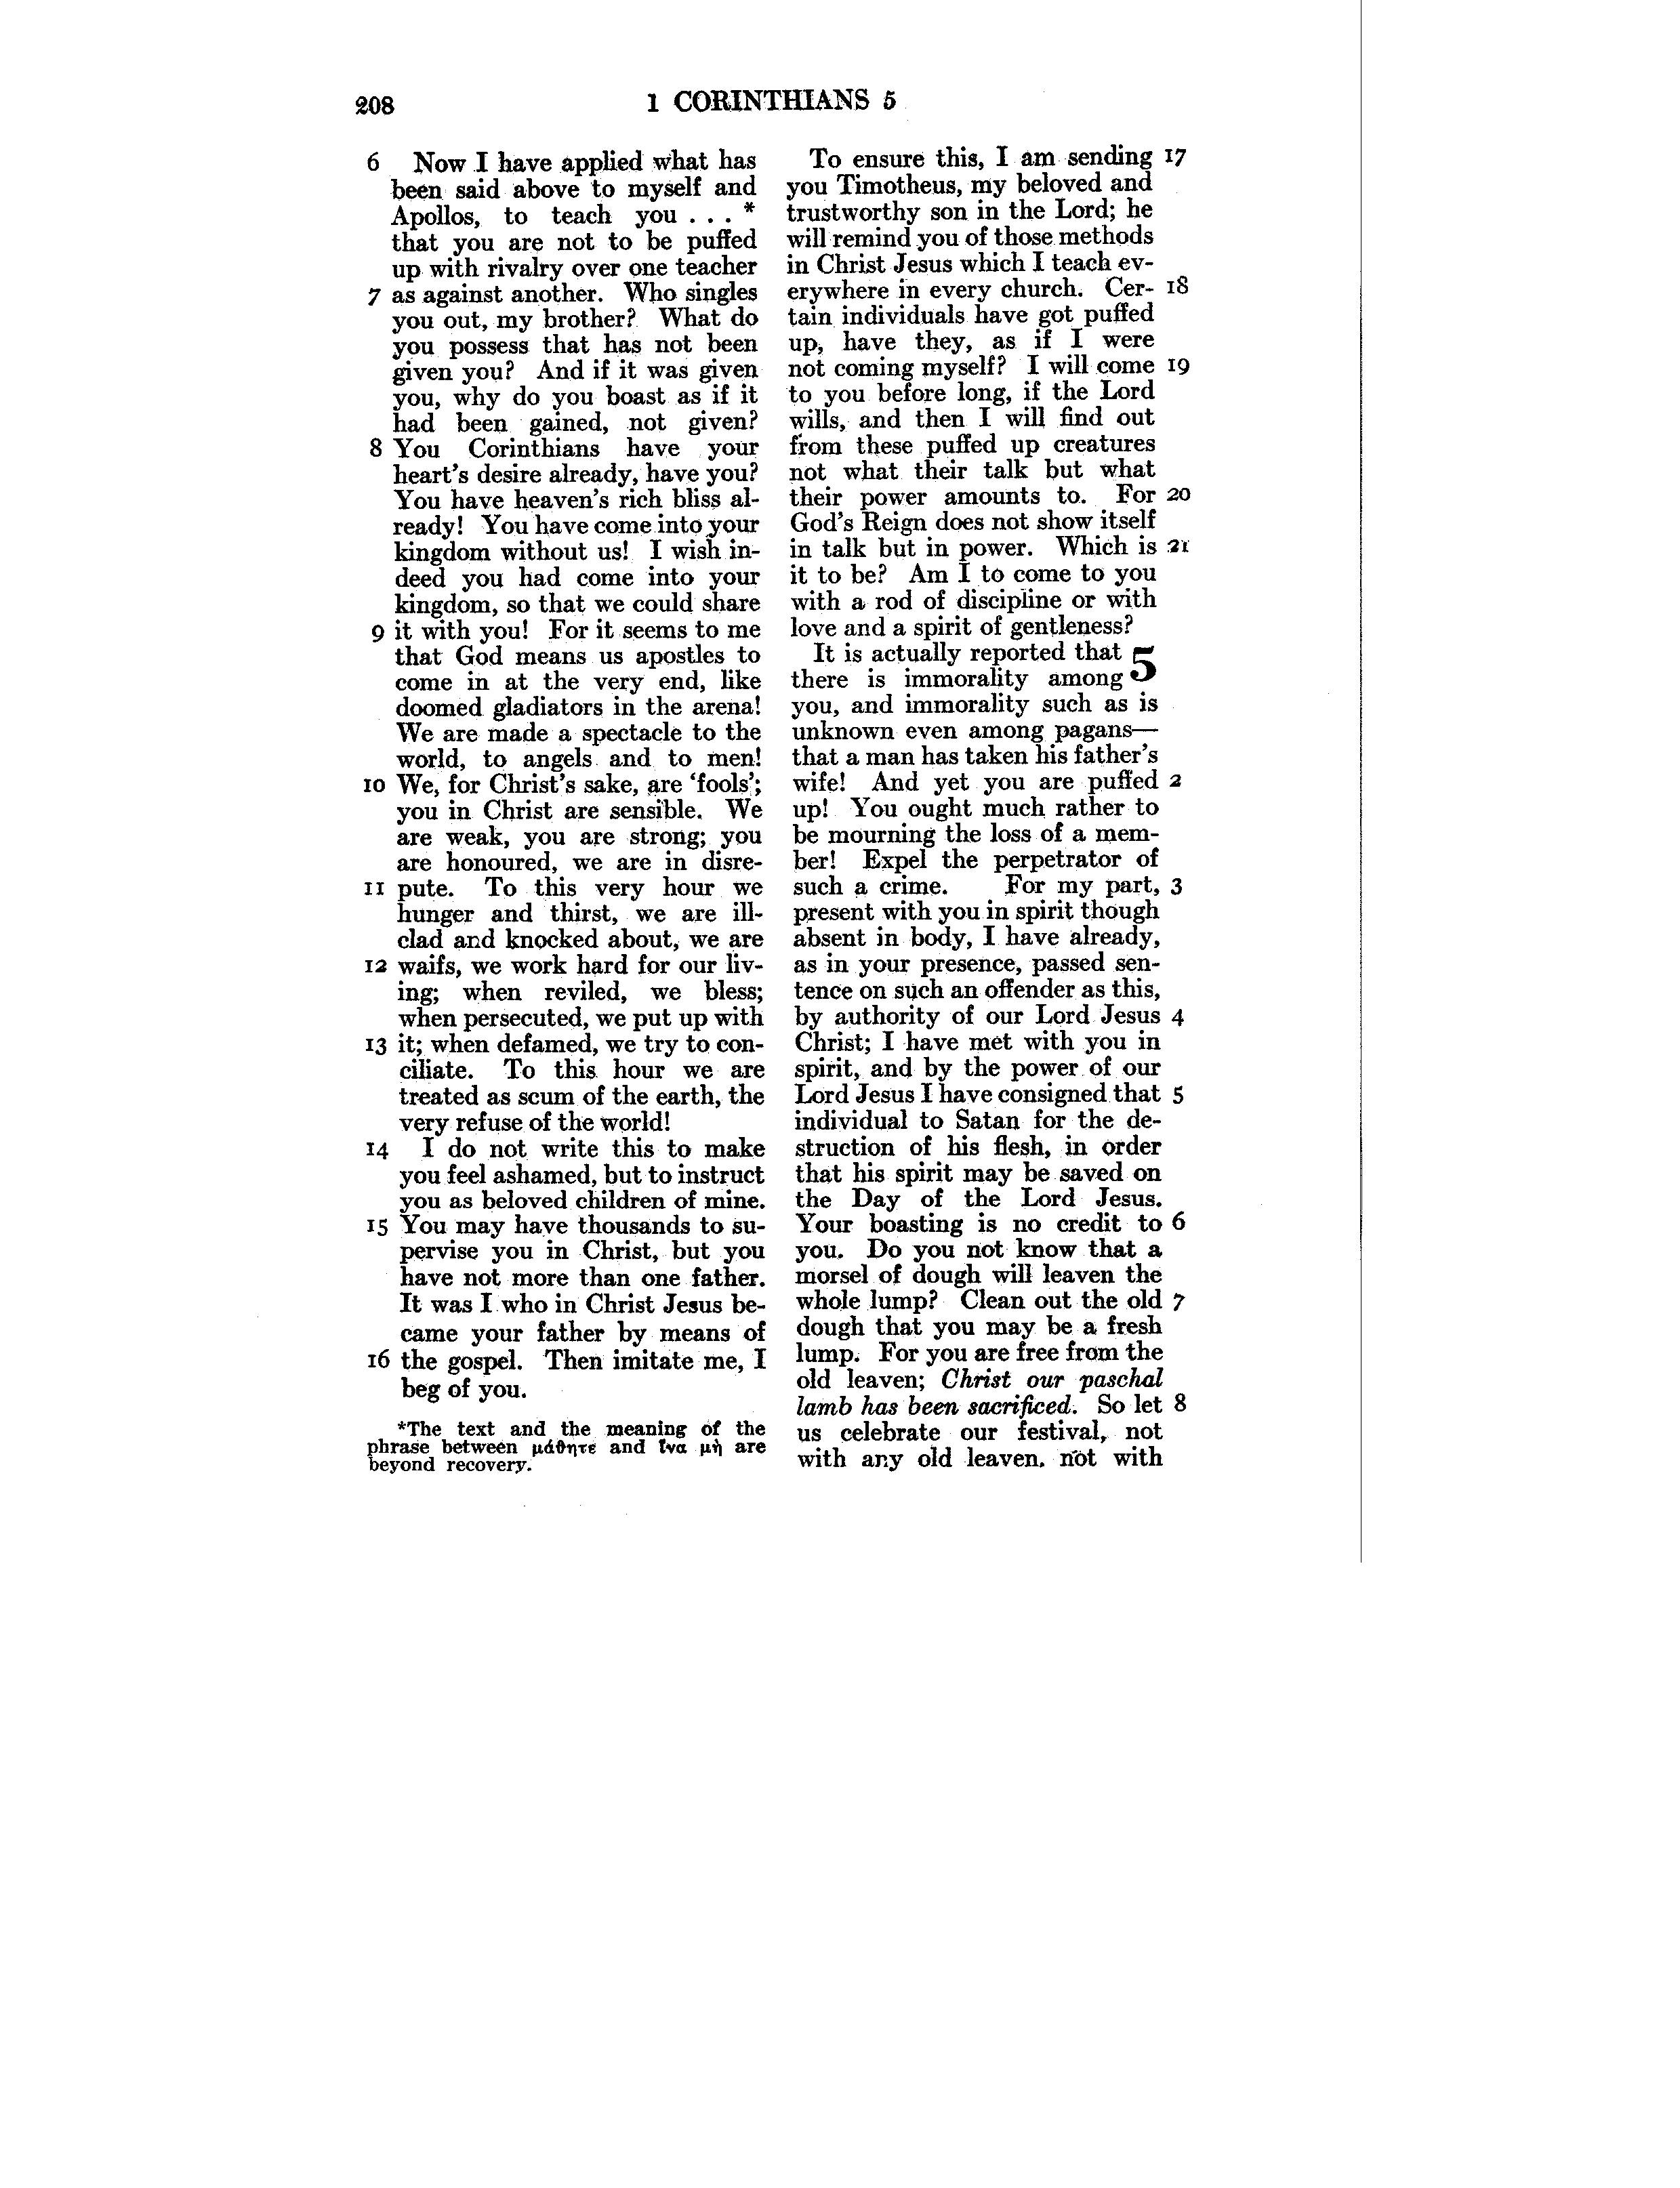 208
1 CORINTHIANS 5
6 Now I have applied what has
been said above to myself and
Apollos, to teach you . . . *
that you are not to be puffed
up with rivalry over one teacher
7 as against another. Who singles
you out, my brother? What do
you possess that has not been
given you? And if it was given
you, why do you boast as if it
had been gained, not given?
8 You Corinthians have your
heart's desire already, have you?
You have heaven's rich bliss al-
ready! You have come into your
kingdom without us! I wish in-
deed you had come into your
kingdom, so that we could share
9 it with you! For it seems to me
that God means us apostles to
come in at the very end, like
doomed gladiators in the arena!
We are made a spectacle to the
world, to angels and to men!
10 We, for Christ's sake, are ‘fools’;
you in Christ are sensible. We
are weak, you are strong; you
are honoured, we are in disre-
11 pute. To this very hour we
hunger and thirst, we are ill-
clad and knocked about, we are
12 waifs, we work hard for our liv-
ing; when reviled, we bless;
when persecuted, we put up with
13 it; when defamed, we try to con-
ciliate. To this hour we are
treated as scum of the earth, the
very refuse of the world!
14 I do not write this to make
you feel ashamed, but to instruct
you as beloved children of mine.
15 You may have thousands to su-
pervise you in Christ, but you
have not more than one father.
It was I who in Christ Jesus be-
came your father by means of
16 the gospel. Then imitate me, I
beg of you.
*The text and the meaning of the
phrase between μάθητε and ἵνα μὴ are
beyond recovery.
To ensure this, I am sending 17
you Timotheus, my beloved and
trustworthy son in the Lord; he
will remind you of those methods
in Christ Jesus which I teach ev-
erywhere in every church. Cer- 18
tain individuals have got puffed
up, have they, as if I were
not coming myself? I will come 19
to you before long, if the Lord
wills, and then I will find out
from these puffed up creatures
not what their talk but what
their power amounts to. For 20
God's Reign does not show itself
in talk but in power. Which is 21
it to be? Am I to come to you
with a rod of discipline or with
love and a spirit of gentleness?
It is actually reported that 5
there is immorality among
you, and immorality such as is
unknown even among pagans—
that a man has taken his father's
wife! And yet you are puffed 2
up! You ought much rather to
be mourning the loss of a mem-
ber! Expel the perpetrator of
such a crime. For my part, 3
present with you in spirit though
absent in body, I have already,
as in your presence, passed sen-
tence on such an offender as this,
by authority of our Lord Jesus 4
Christ; I have met with you in
spirit, and by the power of our
Lord Jesus I have consigned that 5
individual to Satan for the de-
struction of his flesh, in order
that his spirit may be saved on
the Day of the Lord Jesus.
Your boasting is no credit to 6
you. Do you not know that a
morsel of dough will leaven the
whole lump? Clean out the old 7
dough that you may be a fresh
lump. For you are free from the
old leaven; Christ our paschal
lamb has been sacrificed. So let 8
us celebrate our festival, not
with any old leaven. not with